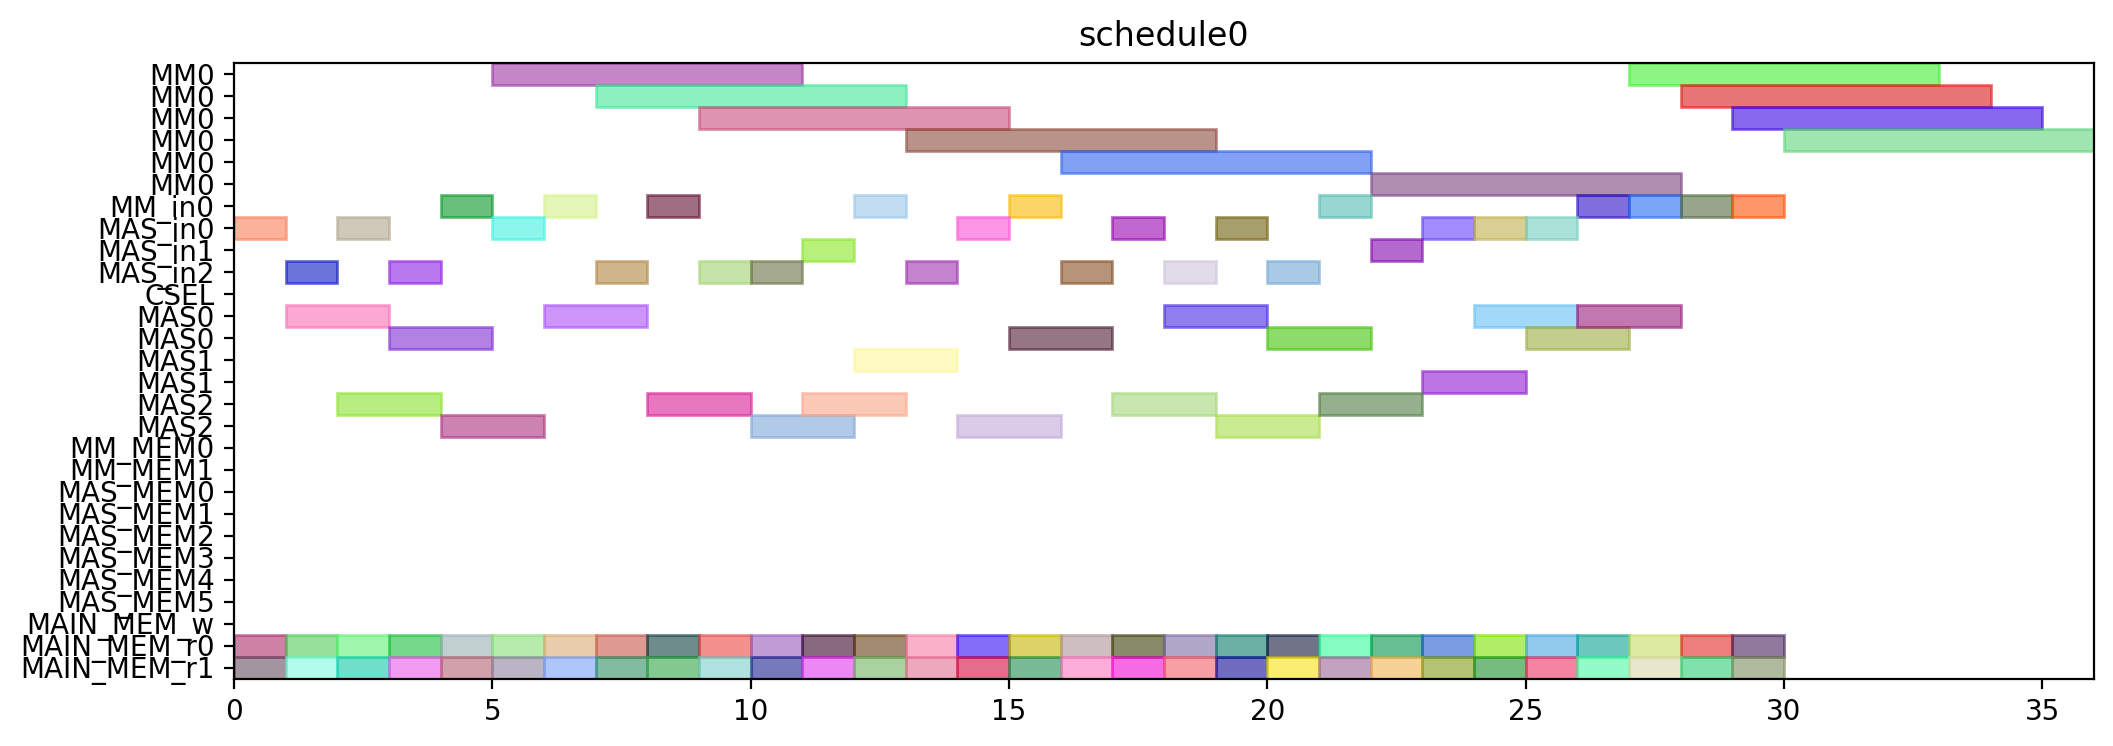 schedule0
MM0
MM0
MM0
MM0
MM0
MM0
MM_in0
MAS_in0
MAS_in1
MAS_in2
CSEL
MAS0
MAS0
MAS1
MAS1
MAS2
MAS2
MM_MEM0
MM_MEM1
MAS_MEM0
MAS_MEM1
MAS_MEM2
MAS_MEM3
MAS_MEM4
MAS_MEM5
MAIN_MEM_w
MAIN_MEM_r0
MAIN_MEM_r1
0 5 10 15 20 25 30 35